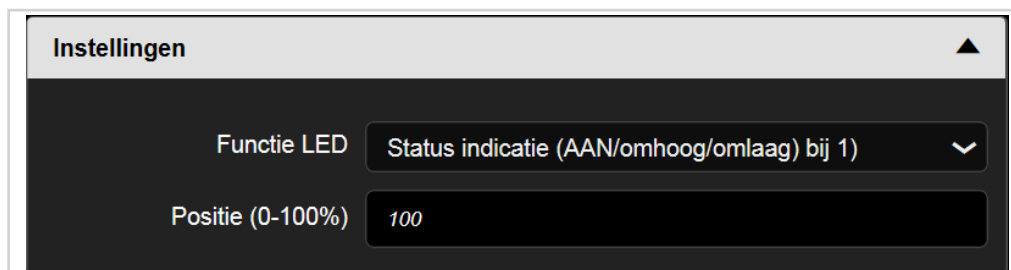 Instellingen
Functie LED Status indicatie (AAN/omhoog/omlaag) bij 1)
Positie (0-100%) 100